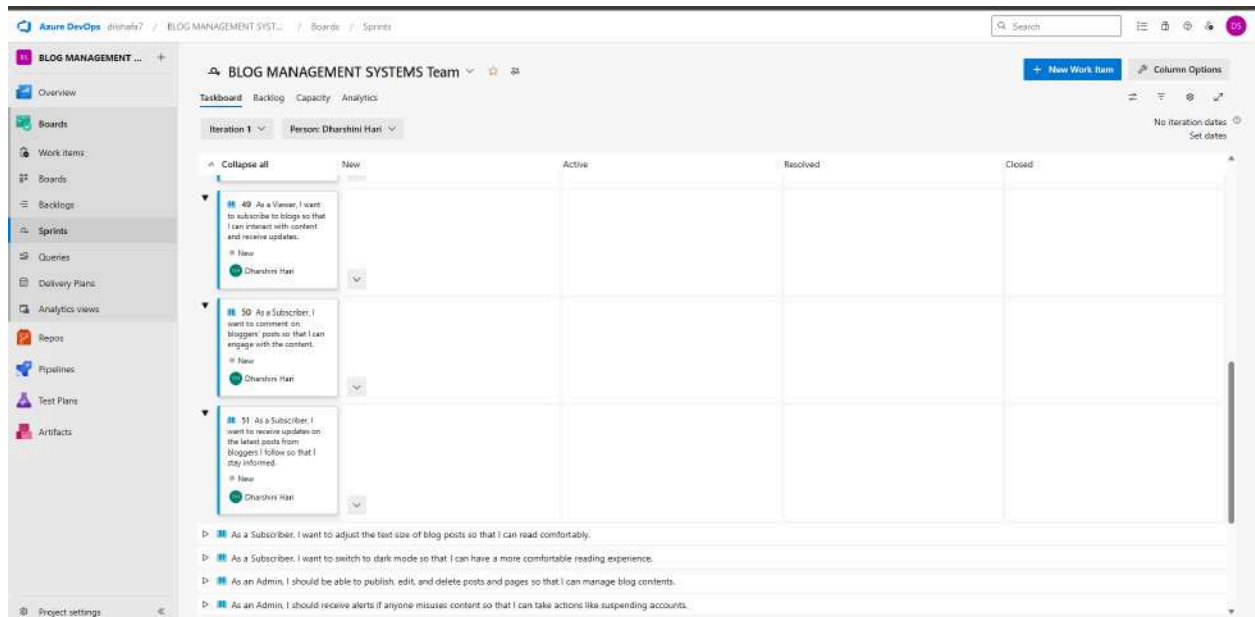 Azure DevOps dilshafa7 / BLOG MANAGEMENT SYST... / Boards / Sprints
Search
DS
BLOG MANAGEMENT ... +
Overview
Boards
Work items
Boards
Backlogs
Sprints
Queries
Delivery Plans
Analytics views
Repos
Pipelines
Test Plans
Artifacts
Project settings
BLOG MANAGEMENT SYSTEMS Team
+ New Work Item
Column Options
Taskboard Backlog Capacity Analytics
Iteration 1
Person: Dharshini Hari
No iteration dates
Set dates
Collapse all
New
Active
Resolved
Closed
49 As a Viewer, I want
to subscribe to blogs so that
I can interact with content
and receive updates.
New
Dharshini Hari
50 As a Subscriber, I
want to comment on
bloggers' posts so that I can
engage with the content.
New
Dharshini Hari
51 As a Subscriber, I
want to receive updates on
the latest posts from
bloggers I follow so that I
stay informed.
New
Dharshini Hari
As a Subscriber, I want to adjust the text size of blog posts so that I can read comfortably.
As a Subscriber, I want to switch to dark mode so that I can have a more comfortable reading experience.
As an Admin, I should be able to publish, edit, and delete posts and pages so that I can manage blog contents.
As an Admin, I should receive alerts if anyone misuses content so that I can take actions like suspending accounts.